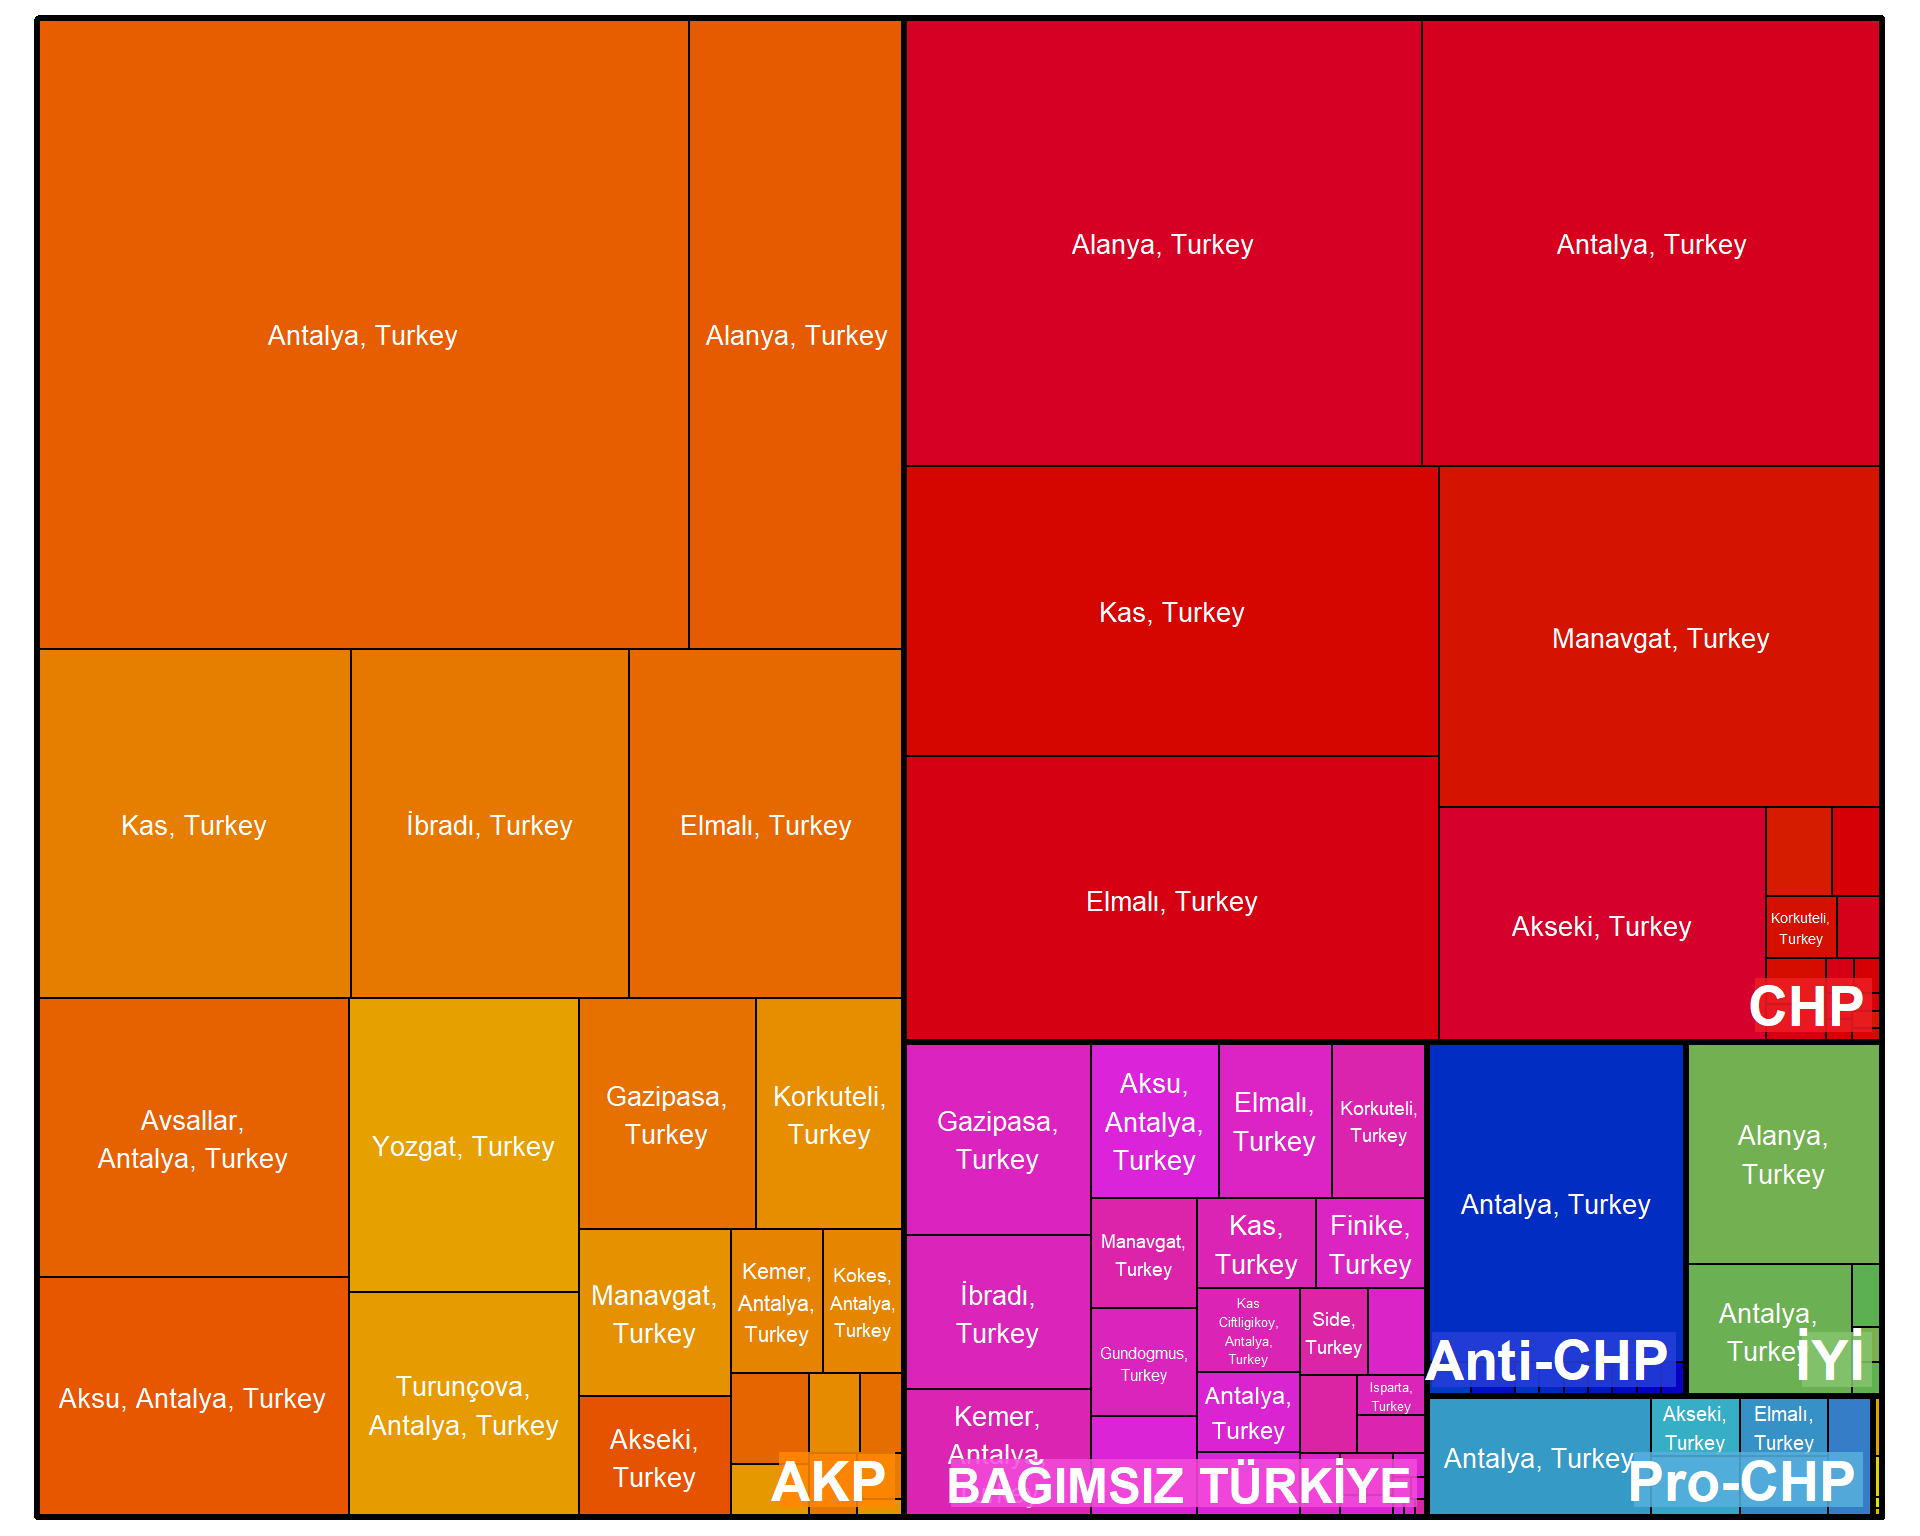 Antalya, Turkey
Alanya, Turkey
Kas, Turkey
İbradı, Turkey
Elmalı, Turkey
Avsallar,
Antalya, Turkey
Yozgat, Turkey
Gazipasa,
Turkey
Korkuteli,
Turkey
Aksu, Antalya, Turkey
Turunçova,
Antalya, Turkey
Manavgat,
Turkey
Kemer,
Antalya,
Turkey
Kokes,
Antalya,
Turkey
Akseki,
Turkey
AKP
Alanya, Turkey
Antalya, Turkey
Kas, Turkey
Manavgat, Turkey
Elmalı, Turkey
Akseki, Turkey
Korkuteli,
Turkey
CHP
Gazipasa,
Turkey
Aksu,
Antalya,
Turkey
Elmalı,
Turkey
Korkuteli,
Turkey
İbradı,
Turkey
Manavgat,
Turkey
Kas,
Turkey
Finike,
Turkey
Gundogmus,
Turkey
Kas
Ciftligikoy,
Antalya,
Turkey
Side,
Turkey
Kemer,
Antalya,
Antalya,
Turkey
Isparta,
Turkey
BAĞIMSIZ TÜRKİYE
Antalya, Turkey
Anti-CHP
Alanya,
Turkey
Antalya,
Turkey
İYİ
Antalya, Turkey
Akseki,
Turkey
Elmalı,
Turkey
Pro-CHP